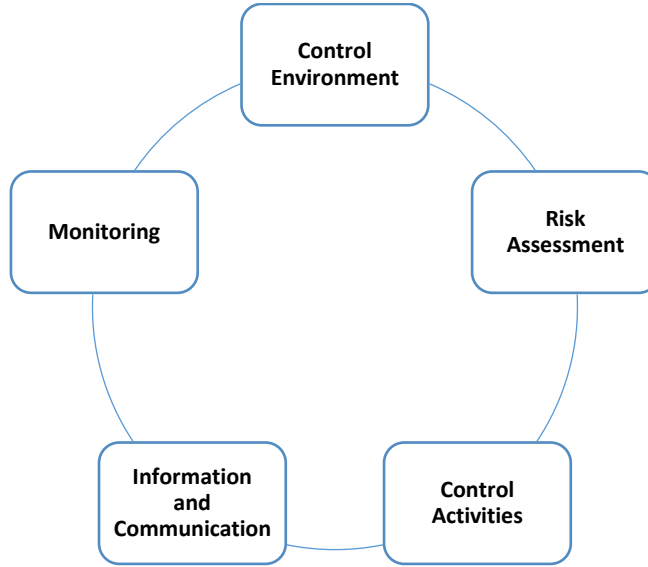 Control
Environment
Risk
Assessment
Control
Activities
Information
and
Communication
Monitoring